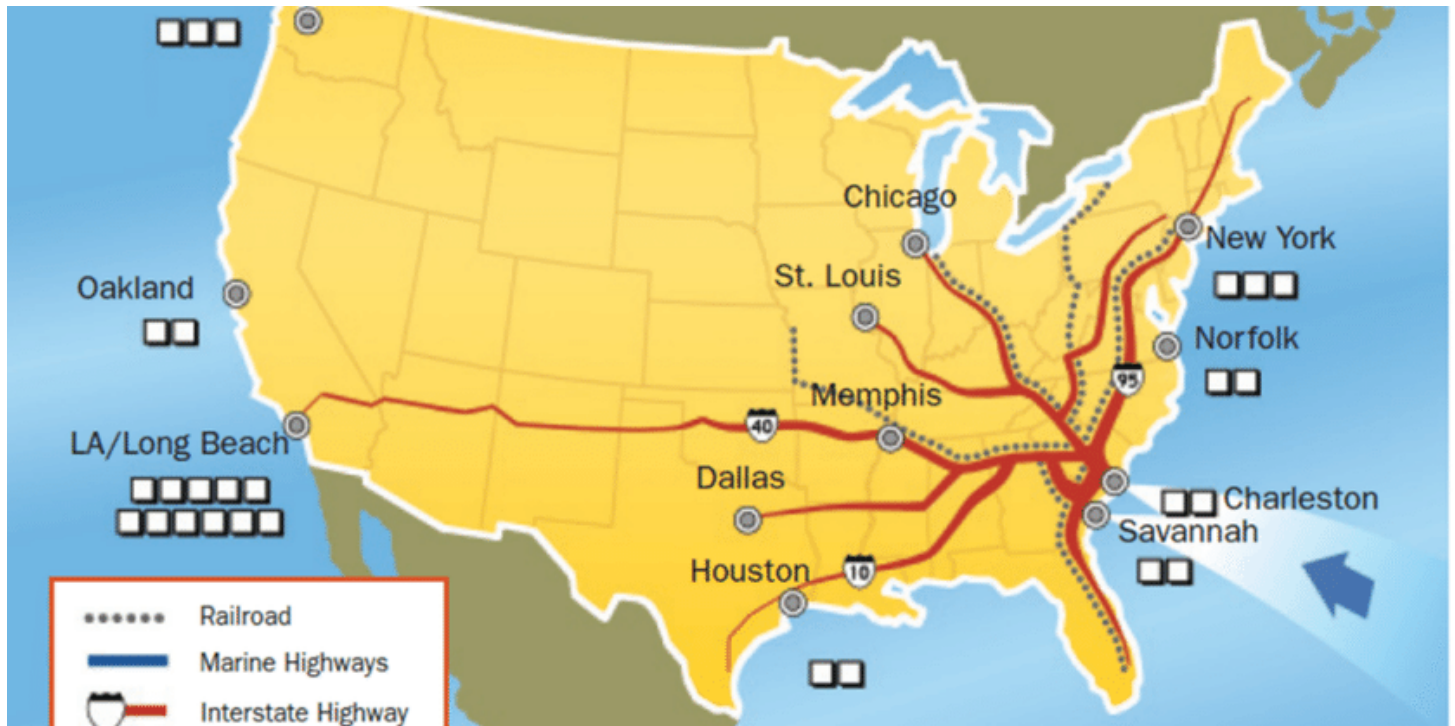 Chicago
New York
St. Louis
Oakland
Norfolk
95
Memphis
40
LA/Long Beach
Dallas
Charleston
Savannah
Houston
10
Railroad
Marine Highways
Interstate Highway